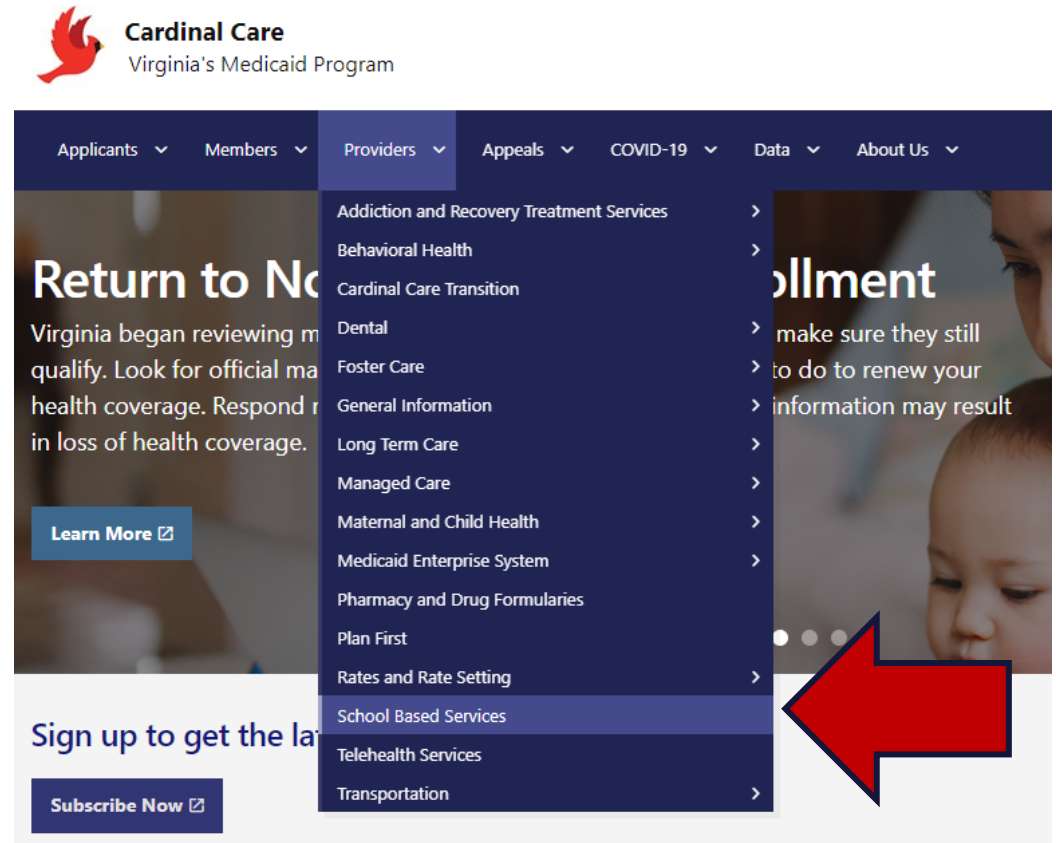 Cardinal Care
Virginia's Medicaid Program
Applicants Members Providers Appeals COVID-19 Data About Us
Addiction and Recovery Treatment Services
Behavioral Health
Cardinal Care Transition
Dental
Foster Care
General Information
Long Term Care
Managed Care
Maternal and Child Health
Medicaid Enterprise System
Pharmacy and Drug Formularies
Plan First
Rates and Rate Setting
School Based Services
Telehealth Services
Transportation
Return to No ollment
Virginia began reviewing m make sure they still
qualify. Look for official ma to do to renew your
health coverage. Respond r information may result
in loss of health coverage.
Learn More
Sign up to get the la
Subscribe Now